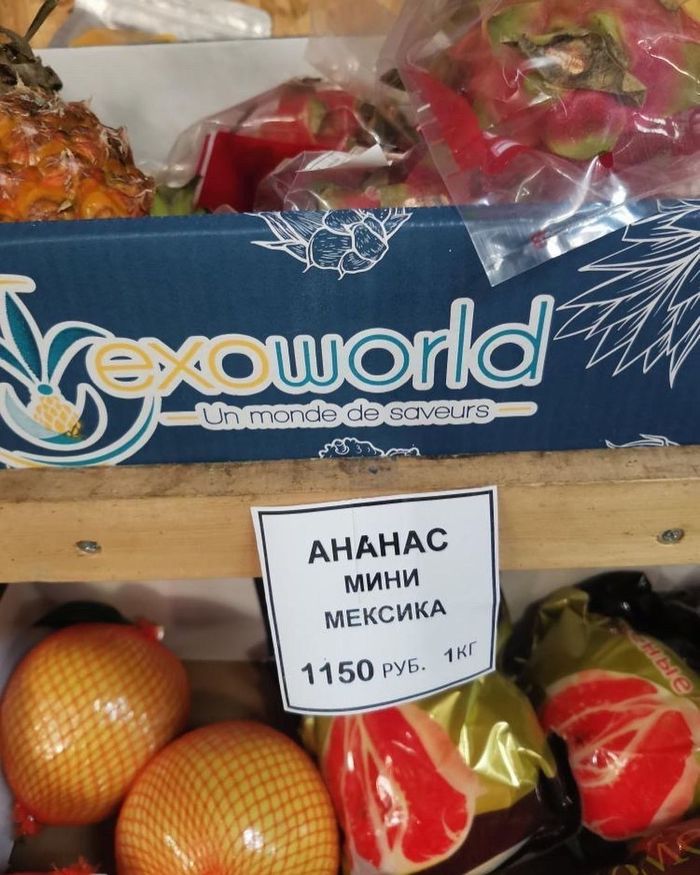 exoworld
Un monde de saveurs
АНАНАС
МИНИ
МЕКСИКА
1150 РУБ. 1КГ